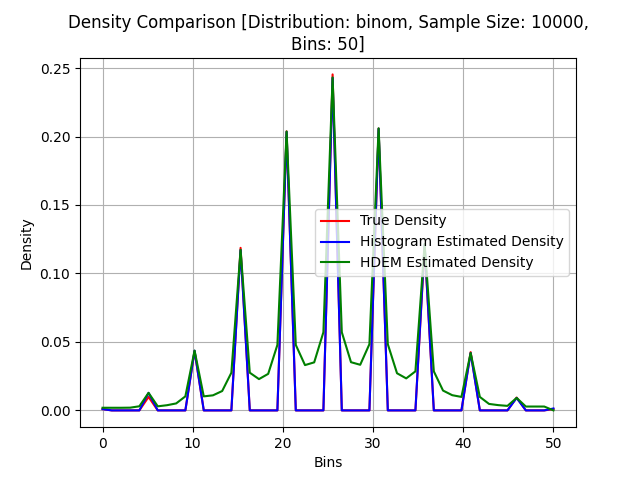 Density Comparison [Distribution: binom, Sample Size: 10000,
Bins: 50]
Density
0.25
0.20
0.15
0.10
0.05
0.00
True Density
Histogram Estimated Density
HDEM Estimated Density
0 10 20 30 40 50
Bins